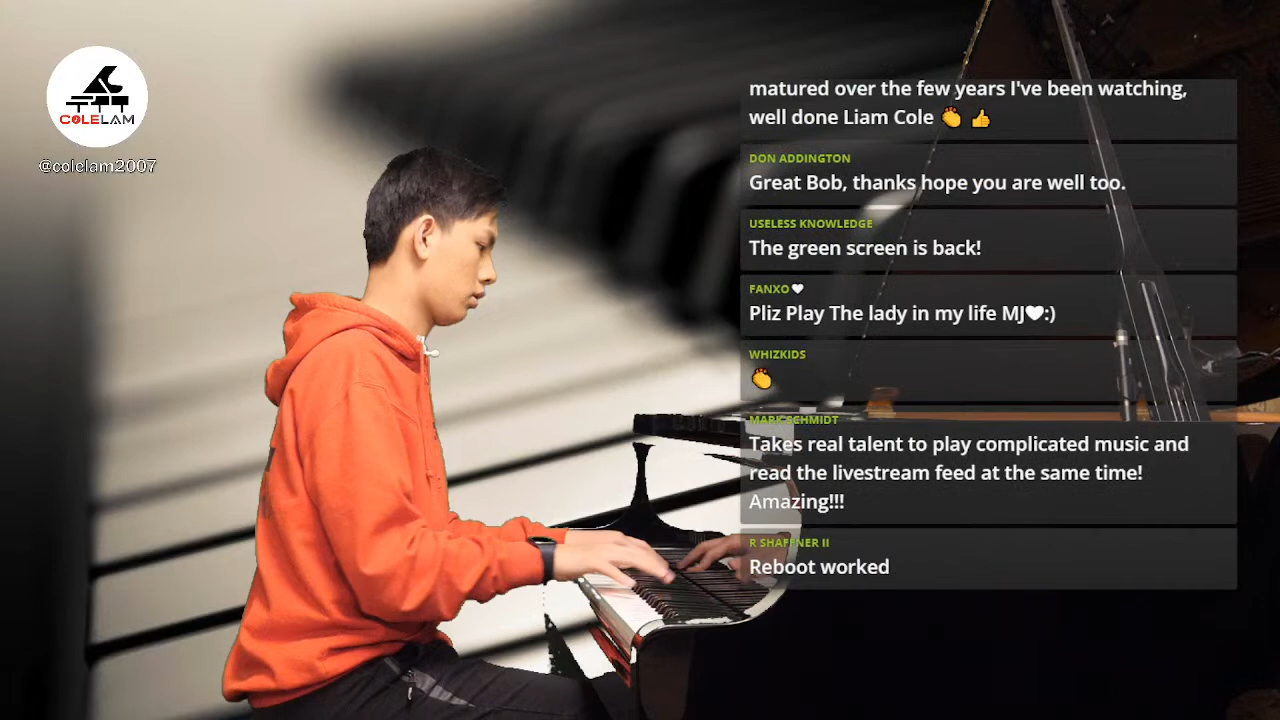 COLELAM
@colelam2007
matured over the few years I've been watching,
well done Liam Cole 👏 👍
DON ADDINGTON
Great Bob, thanks hope you are well too.
USELESS KNOWLEDGE
The green screen is back!
FANXO🤍
Pliz Play The lady in my life MJ🤍:)
WHIZKIDS
👏
MARK SCHMIDT
Takes real talent to play complicated music and
read the livestream feed at the same time!
Amazing!!!
R SHAFFNER II
Reboot worked